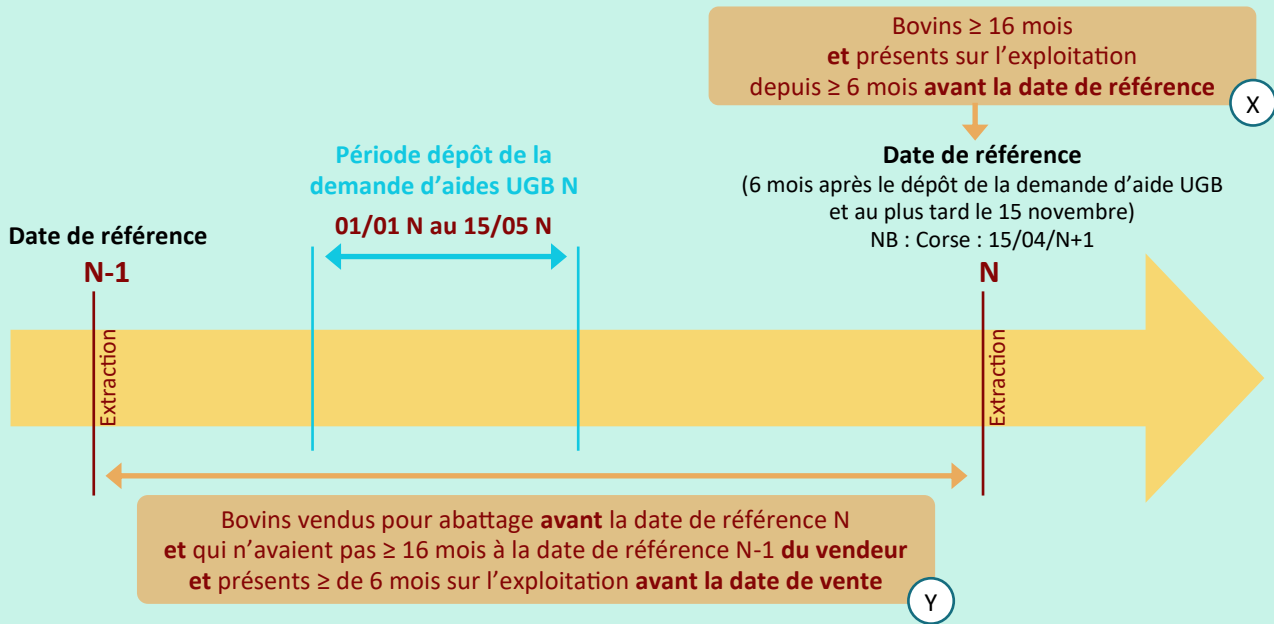 Bovins ≥ 16 mois
et présents sur l’exploitation
depuis ≥ 6 mois avant la date de référence
X
Période dépôt de la
demande d’aides UGB N
01/01 N au 15/05 N
Date de référence
(6 mois après le dépôt de la demande d’aide UGB
et au plus tard le 15 novembre)
NB : Corse : 15/04/N+1
N
Date de référence
N-1
Extraction
Extraction
Bovins vendus pour abattage avant la date de référence N
et qui n’avaient pas ≥ 16 mois à la date de référence N-1 du vendeur
et présents ≥ de 6 mois sur l’exploitation avant la date de vente
Y